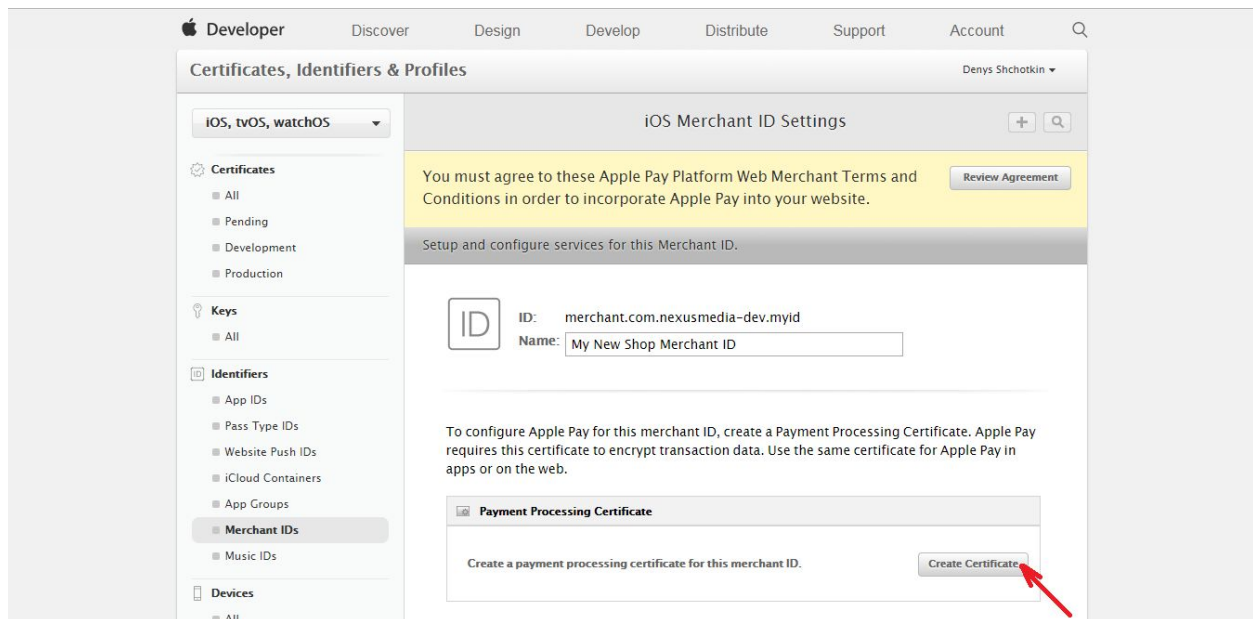 Developer
Discover
Design
Develop
Distribute
Support
Account
Certificates, Identifiers & Profiles
Denys Shchotkin
iOS, tvOS, watchOS
iOS Merchant ID Settings
Certificates
All
Pending
Development
Production
Keys
All
ID
Identifiers
App IDs
Pass Type IDs
Website Push IDs
iCloud Containers
App Groups
Merchant IDs
Music IDs
Devices
All
You must agree to these Apple Pay Platform Web Merchant Terms and
Conditions in order to incorporate Apple Pay into your website.
Review Agreement
Setup and configure services for this Merchant ID.
ID
ID: merchant.com.nexusmedia-dev.myid
Name: My New Shop Merchant ID
To configure Apple Pay for this merchant ID, create a Payment Processing Certificate. Apple Pay
requires this certificate to encrypt transaction data. Use the same certificate for Apple Pay in
apps or on the web.
Payment Processing Certificate
Create a payment processing certificate for this merchant ID.
Create Certificate